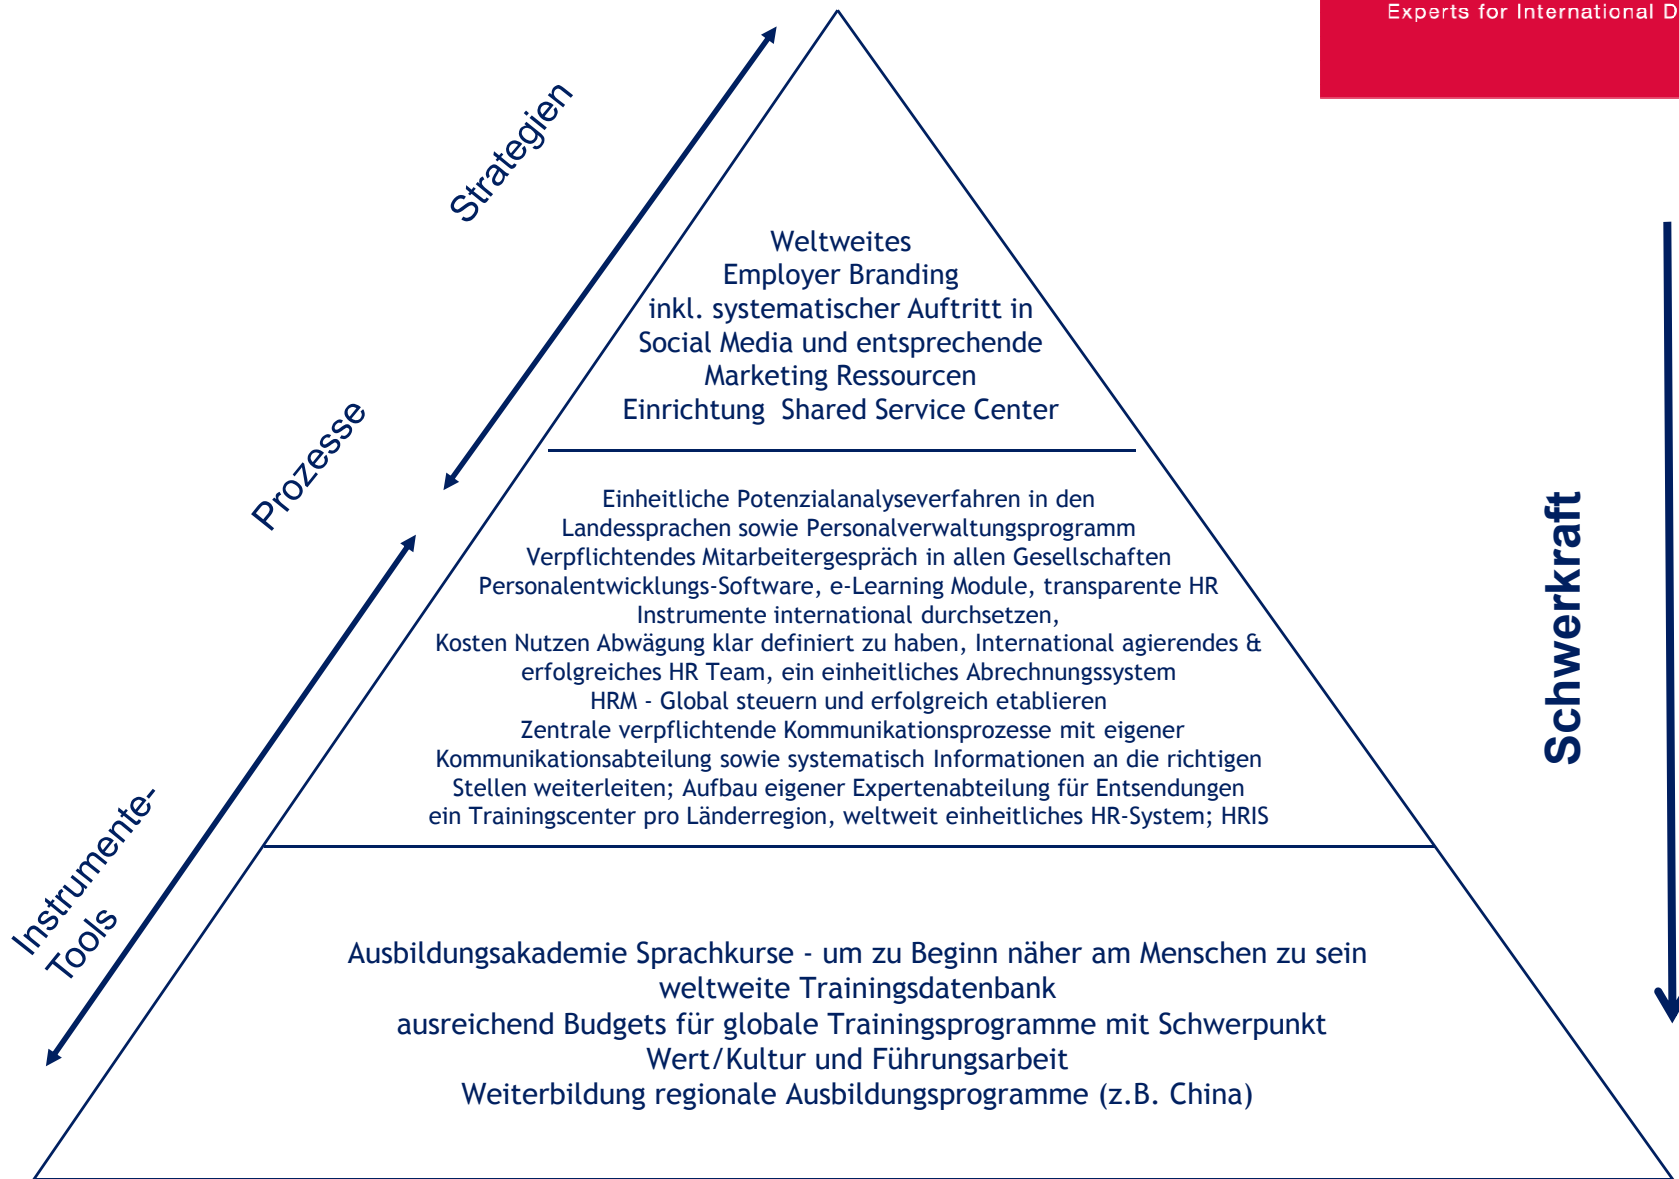 Experts for International D
Strategien
Prozesse
Instrumente-
Tools
Weltweites
Employer Branding
inkl. systematischer Auftritt in
Social Media und entsprechende
Marketing Ressourcen
Einrichtung Shared Service Center
Einheitliche Potenzialanalyseverfahren in den
Landessprachen sowie Personalverwaltungsprogramm
Verpflichtendes Mitarbeitergespräch in allen Gesellschaften
Personalentwicklungs-Software, e-Learning Module, transparente HR
Instrumente international durchsetzen,
Kosten Nutzen Abwägung klar definiert zu haben, International agierendes &
erfolgreiches HR Team, ein einheitliches Abrechnungssystem
HRM - Global steuern und erfolgreich etablieren
Zentrale verpflichtende Kommunikationsprozesse mit eigener
Kommunikationsabteilung sowie systematisch Informationen an die richtigen
Stellen weiterleiten; Aufbau eigener Expertenabteilung für Entsendungen
ein Trainingscenter pro Länderregion, weltweit einheitliches HR-System; HRIS
Ausbildungsakademie Sprachkurse - um zu Beginn näher am Menschen zu sein
weltweite Trainingsdatenbank
ausreichend Budgets für globale Trainingsprogramme mit Schwerpunkt
Wert/Kultur und Führungsarbeit
Weiterbildung regionale Ausbildungsprogramme (z.B. China)
Schwerkraft